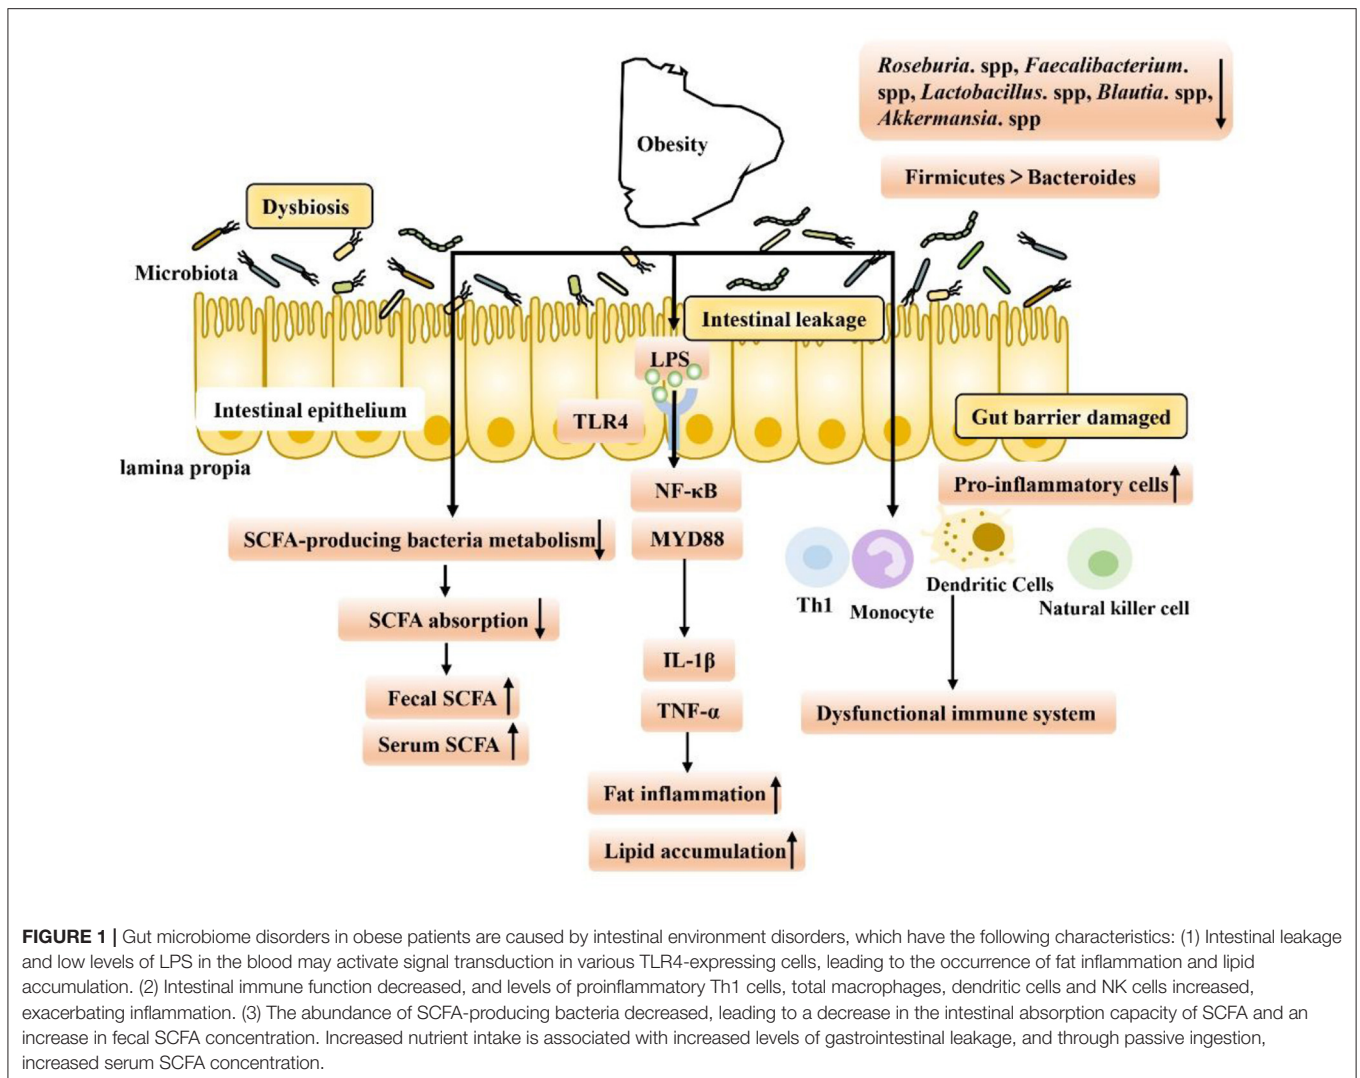 Roseburia. spp, Faecalibacterium.
spp, Lactobacillus. spp, Blautia. spp,
Akkermansia. spp
Obesity
Firmicutes > Bacteroides
Dysbiosis
Microbiota
Intestinal leakage
LPS
Intestinal epithelium
TLR4
Gut barrier damaged
lamina propia
Pro-inflammatory cells
NF-κB
SCFA-producing bacteria metabolism
MYD88
Dendritic Cells
Th1
Monocyte
Natural killer cell
SCFA absorption
IL-1β
Fecal SCFA
TNF-α
Dysfunctional immune system
Serum SCFA
Fat inflammation
Lipid accumulation
FIGURE 1 | Gut microbiome disorders in obese patients are caused by intestinal environment disorders, which have the following characteristics: (1) Intestinal leakage
and low levels of LPS in the blood may activate signal transduction in various TLR4-expressing cells, leading to the occurrence of fat inflammation and lipid
accumulation. (2) Intestinal immune function decreased, and levels of proinflammatory Th1 cells, total macrophages, dendritic cells and NK cells increased,
exacerbating inflammation. (3) The abundance of SCFA-producing bacteria decreased, leading to a decrease in the intestinal absorption capacity of SCFA and an
increase in fecal SCFA concentration. Increased nutrient intake is associated with increased levels of gastrointestinal leakage, and through passive ingestion,
increased serum SCFA concentration.